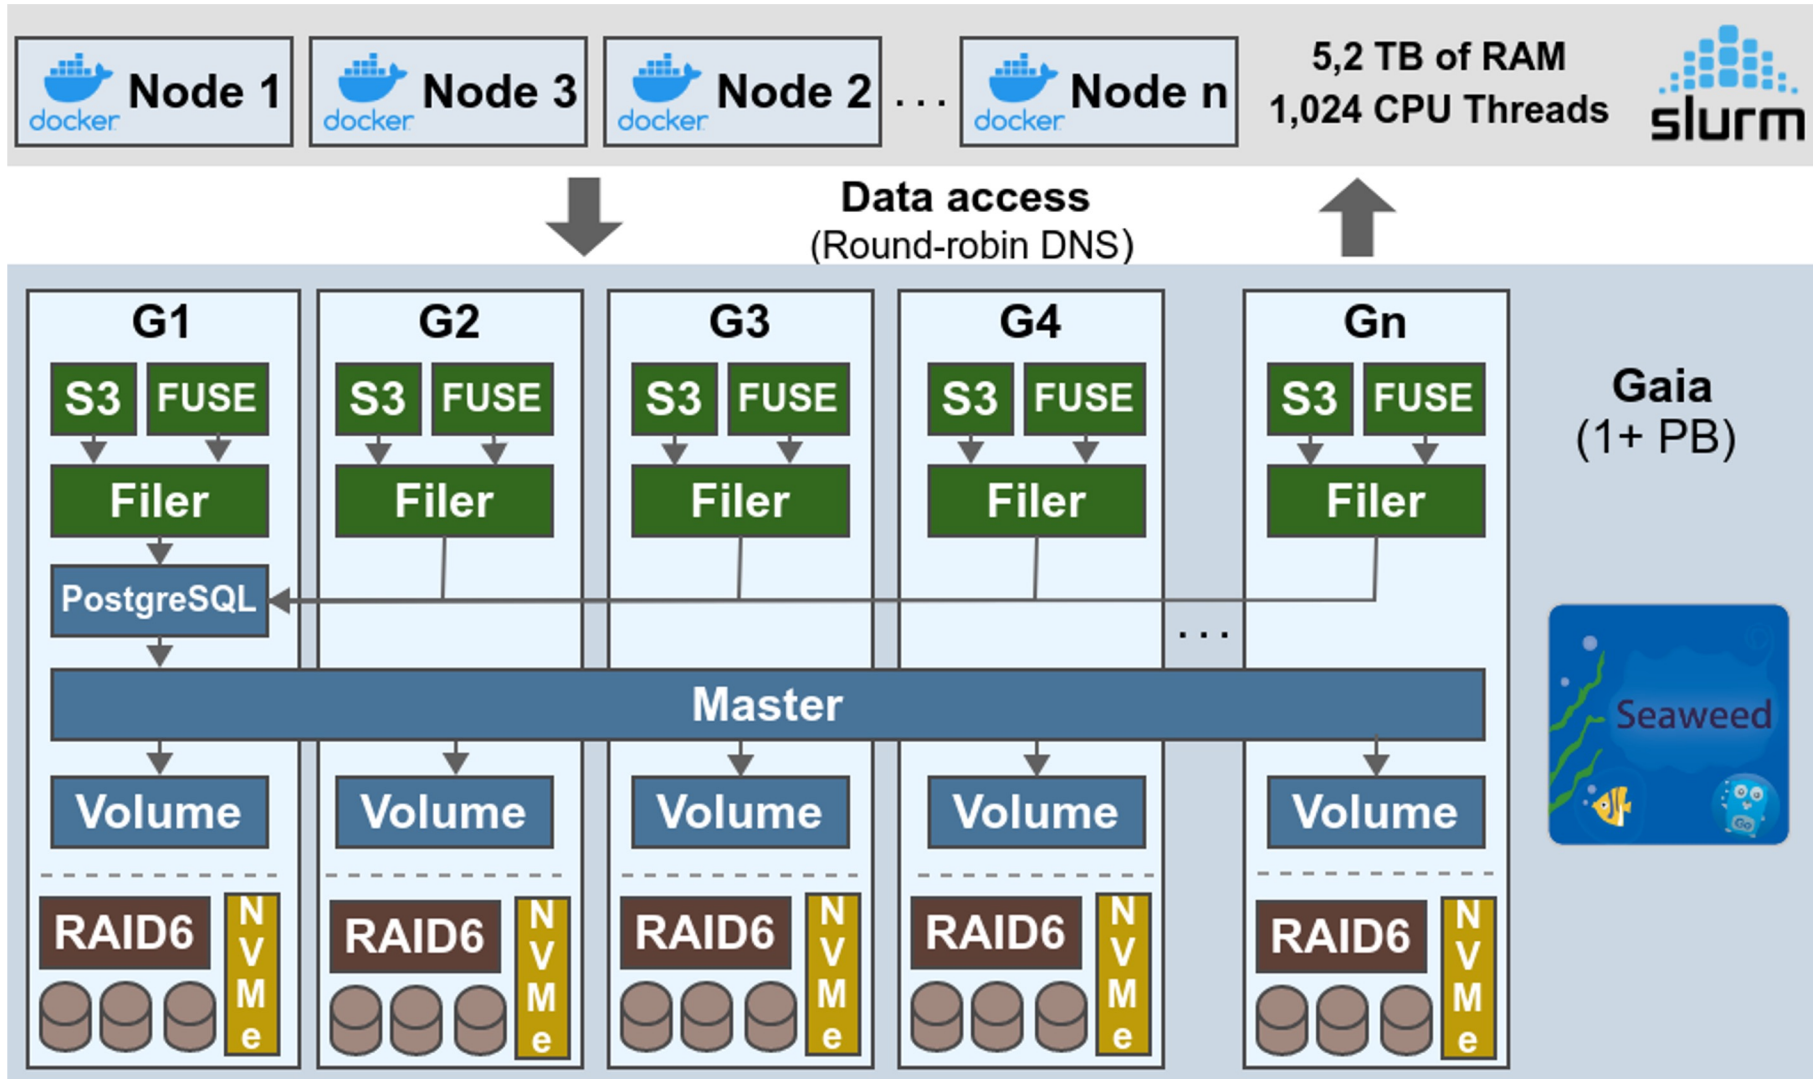 docker
Node 1
docker
Node 3
docker
Node 2
...
docker
Node n
5,2 TB of RAM
1,024 CPU Threads
slurm
Data access
(Round-robin DNS)
G1
G2
G3
G4
Gn
S3
FUSE
S3
FUSE
S3
FUSE
S3
FUSE
S3
FUSE
Gaia
(1+ PB)
Filer
Filer
Filer
Filer
Filer
PostgreSQL
...
Master
Seaweed
Go
Volume
Volume
Volume
Volume
Volume
RAID6
NVMe
RAID6
NVMe
RAID6
NVMe
RAID6
NVMe
RAID6
NVMe